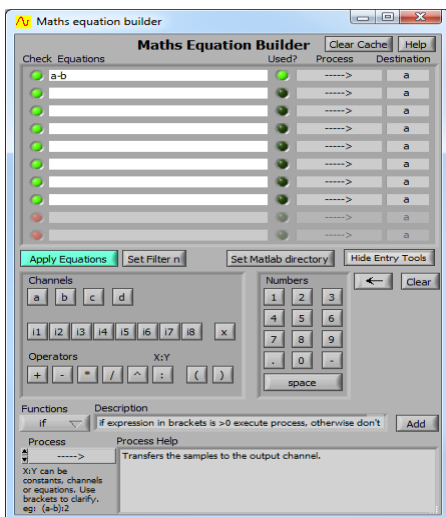 Maths equation builder
Maths Equation Builder Clear Cache Help
Check Equations Used? Process Destination
a-b -----> a
-----> a
-----> a
-----> a
-----> a
-----> a
-----> a
-----> a
-----> a
Apply Equations Set Filter n Set Matlab directory Hide Entry Tools
Channels Numbers Clear
a b c d 1 2 3
4 5 6
i1 i2 i3 i4 i5 i6 i7 i8 x 7 8 9
Operators X:Y . 0 -
+ - * / ^ : ( ) space
Functions Description
if if expression in brackets is >0 execute process, otherwise don't Add
Process Process Help
-----> Transfers the samples to the output channel.
X:Y can be
constants, channels
or equations. Use
brackets to clarify.
eg: (a-b):2